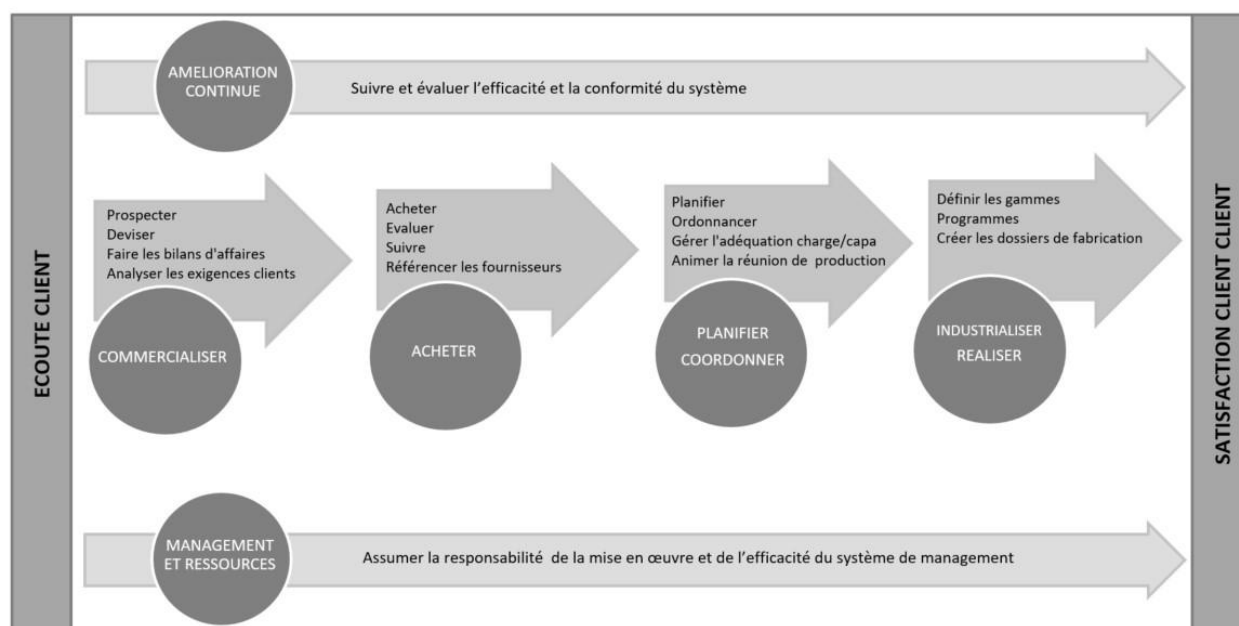 ECOUTE CLIENT
AMELIORATION
CONTINUE
Suivre et évaluer l'efficacité et la conformité du système
Prospecter
Deviser
Faire les bilans d'affaires
Analyser les exigences clients
COMMERCIALISER
Acheter
Evaluer
Suivre
Référencer les fournisseurs
ACHETER
Planifier
Ordonnancer
Gérer l'adéquation charge/capa
Animer la réunion de production
PLANIFIER
COORDONNER
Définir les gammes
Programmes
Créer les dossiers de fabrication
INDUSTRIALISER
REALISER
MANAGEMENT
ET RESSOURCES
Assumer la responsabilité de la mise en œuvre et de l'efficacité du système de management
SATISFACTION CLIENT CLIENT